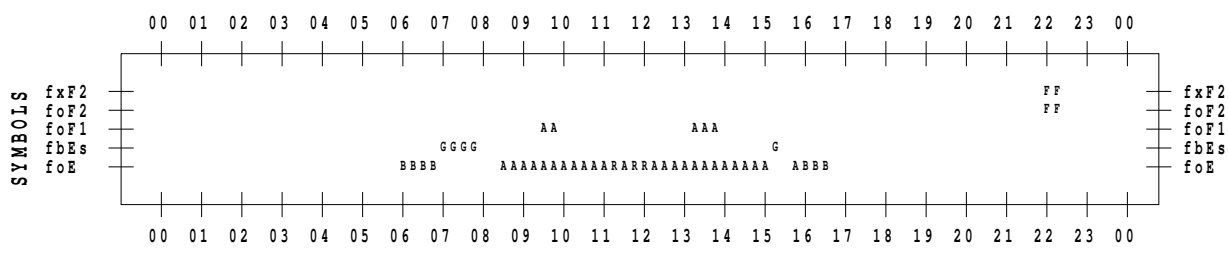 00 01 02 03 04 05 06 07 08 09 10 11 12 13 14 15 16 17 18 19 20 21 22 23 00
SYMBOLS
fxF2 FF fxF2
foF2 FF foF2
foF1 AA AAA foF1
fbEs GGGG G fbEs
foE BBBB AAAAAAAAAAARARRAAAAAAAAAAAA ABBB foE
00 01 02 03 04 05 06 07 08 09 10 11 12 13 14 15 16 17 18 19 20 21 22 23 00